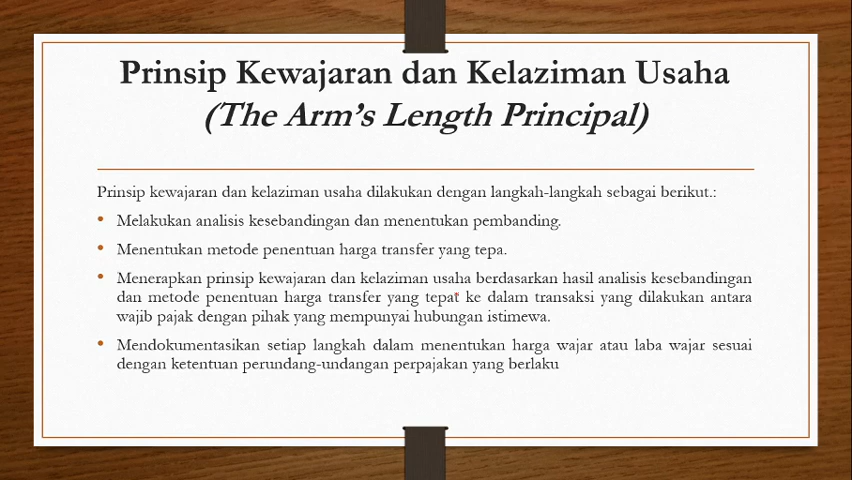 Prinsip Kewajaran dan Kelaziman Usaha
(The Arm's Length Principal)
Prinsip kewajaran dan kelaziman usaha dilakukan dengan langkah-langkah sebagai berikut.:
• Melakukan analisis kesebandingan dan menentukan pembanding.
• Menentukan metode penentuan harga transfer yang tepa.
• Menerapkan prinsip kewajaran dan kelaziman usaha berdasarkan hasil analisis kesebandingan
dan metode penentuan harga transfer yang tepat ke dalam transaksi yang dilakukan antara
wajib pajak dengan pihak yang mempunyai hubungan istimewa.
• Mendokumentasikan setiap langkah dalam menentukan harga wajar atau laba wajar sesuai
dengan ketentuan perundang-undangan perpajakan yang berlaku